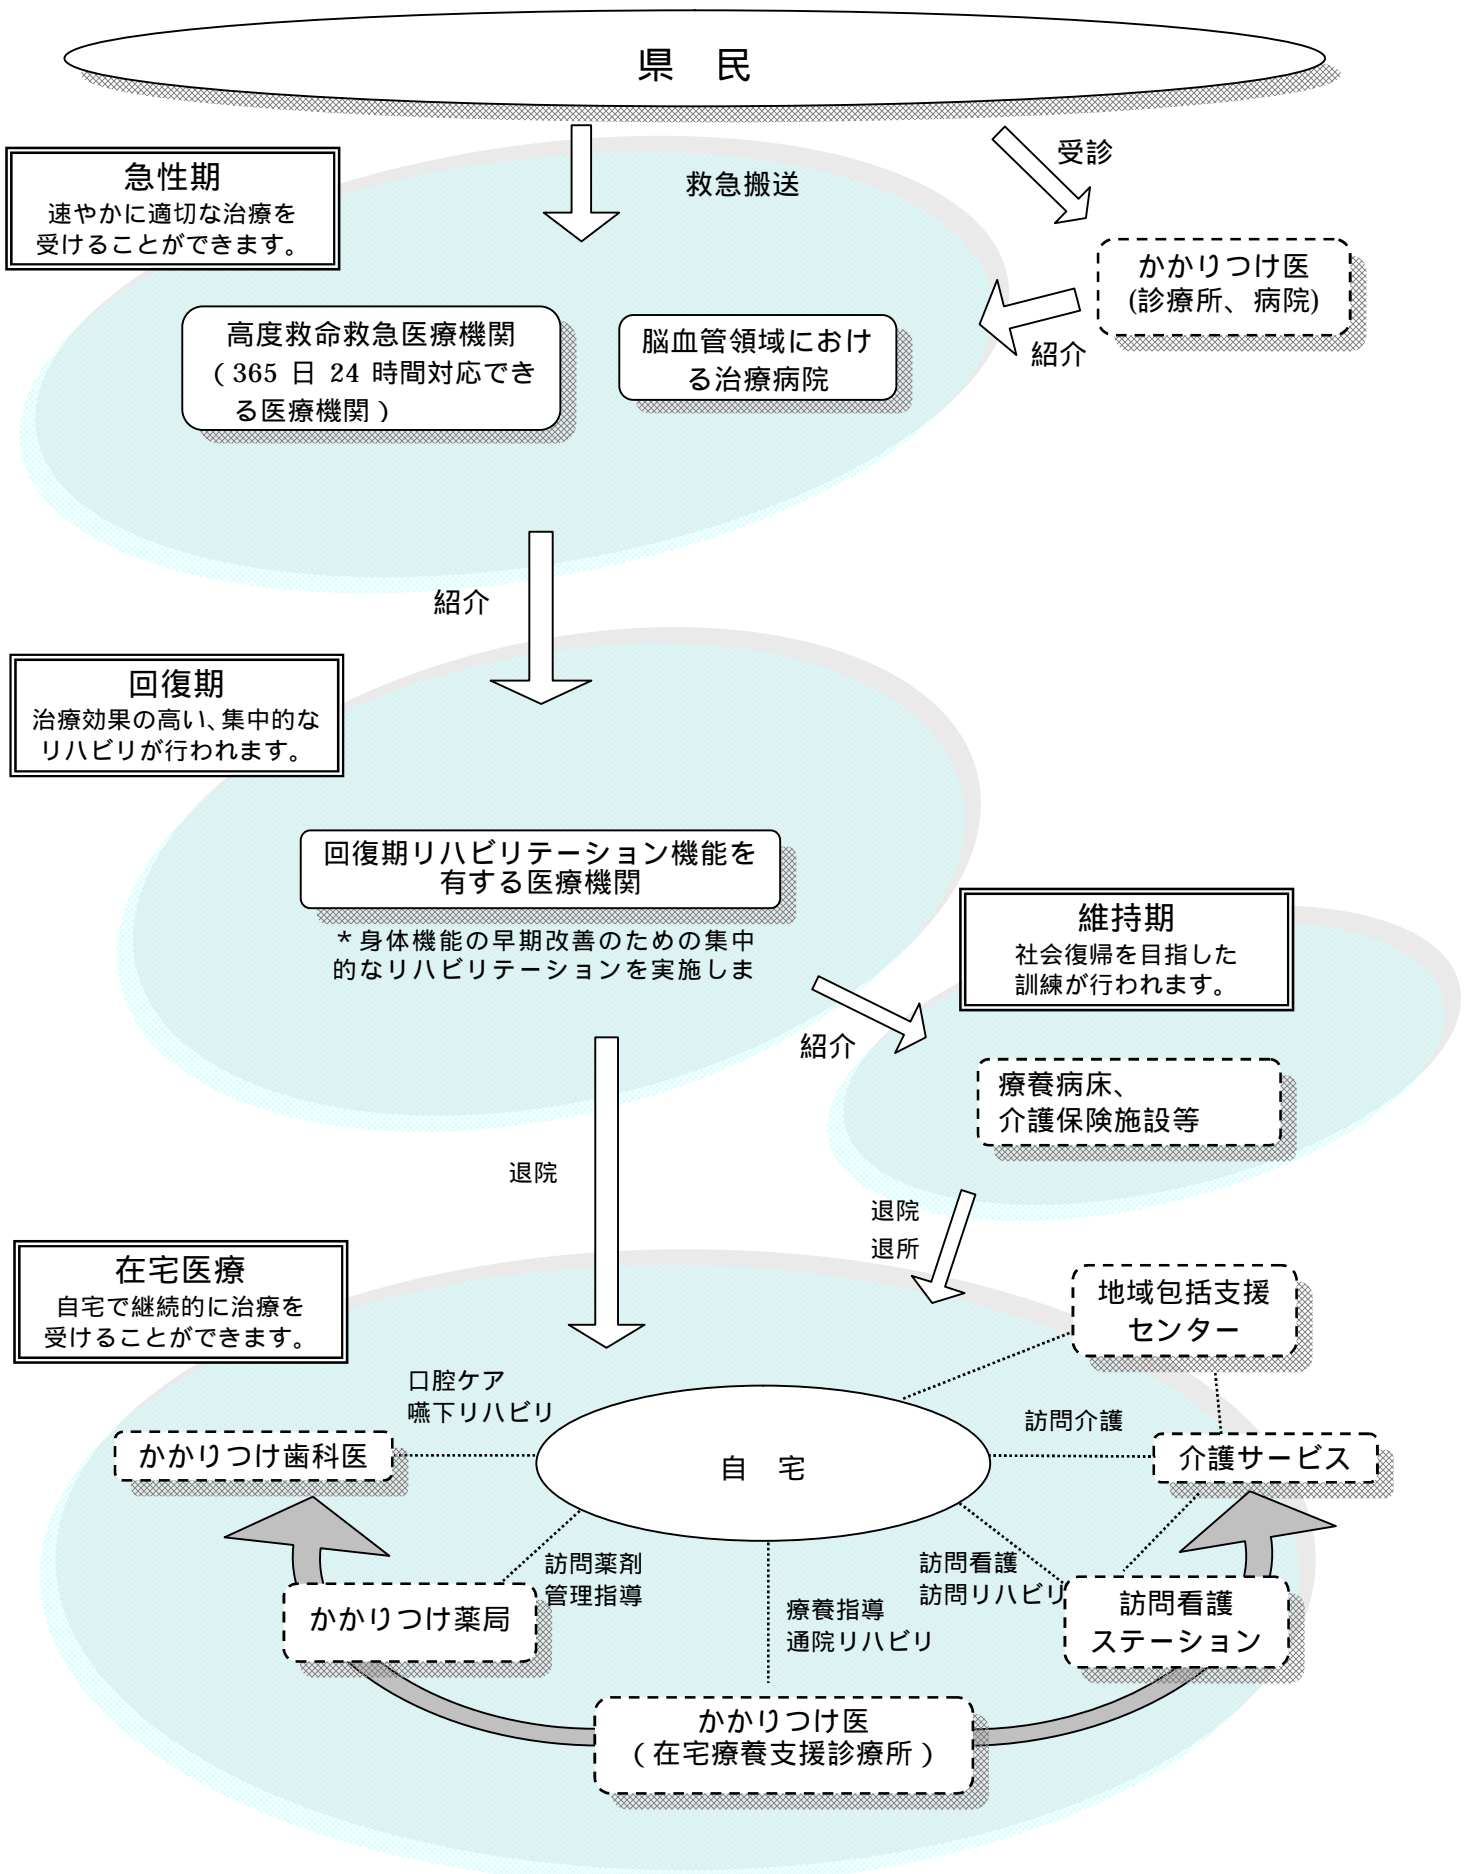 県　民
受診
急性期
速やかに適切な治療を
受けることができます。
救急搬送
かかりつけ医
(診療所、病院)
紹介
高度救命救急医療機関
（365 日 24 時間対応でき
る医療機関）
脳血管領域におけ
る治療病院
紹介
回復期
治療効果の高い、集中的な
リハビリが行われます。
回復期リハビリテーション機能を
有する医療機関
＊身体機能の早期改善のための集中
的なリハビリテーションを実施しま
維持期
社会復帰を目指した
訓練が行われます。
紹介
療養病床、
介護保険施設等
退院
退院
退所
在宅医療
自宅で継続的に治療を
受けることができます。
地域包括支援
センター
口腔ケア
嚥下リハビリ
訪問介護
かかりつけ歯科医
自　宅
介護サービス
訪問薬剤
管理指導
訪問看護
訪問リハビリ
かかりつけ薬局
療養指導
通院リハビリ
訪問看護
ステーション
かかりつけ医
（在宅療養支援診療所）